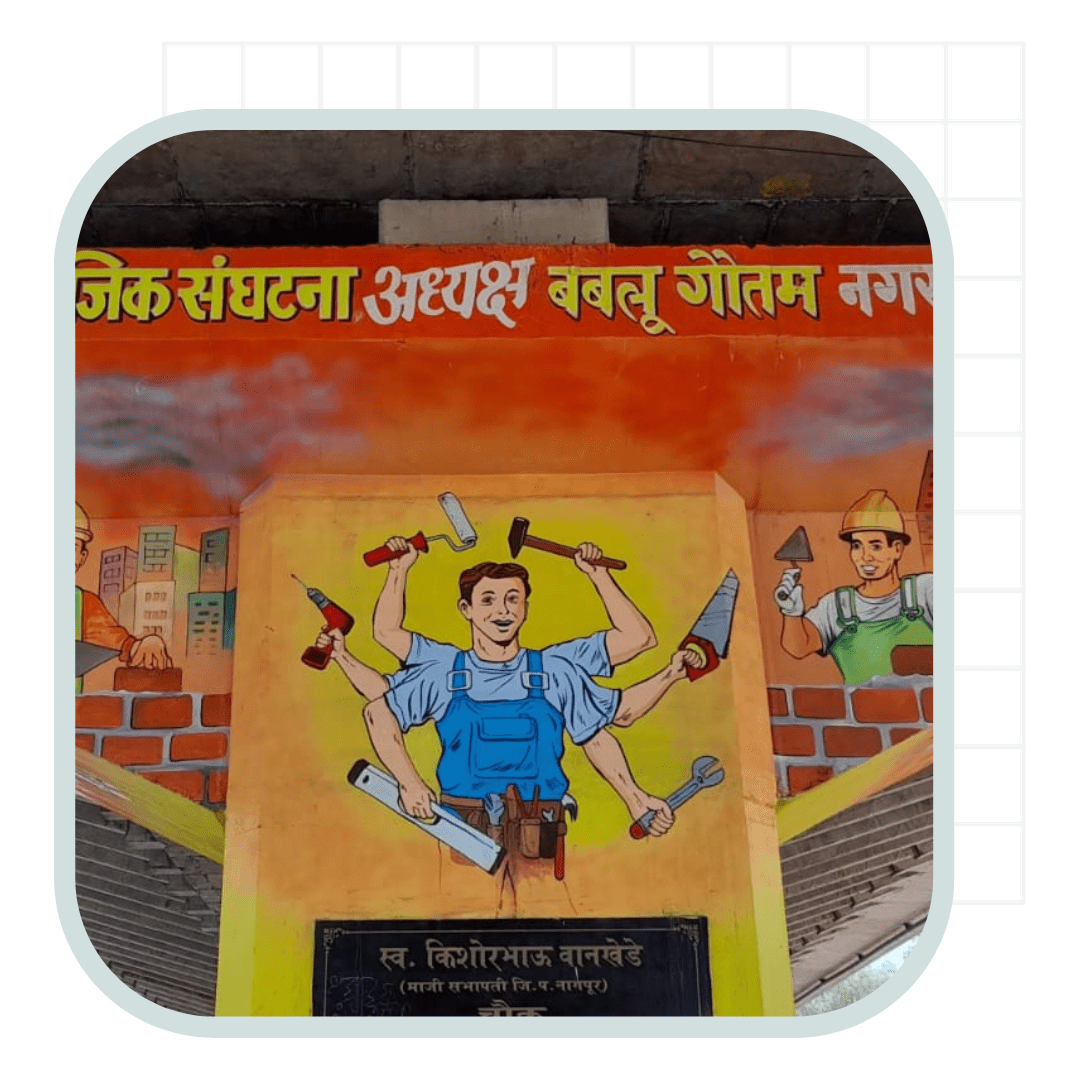 जिक संघटना अध्यक्ष बबलू गौतम नगर
स्व. किशोरभाऊ वानखेडे
(माजी सभापती जि.प.नागपूर)
चौक